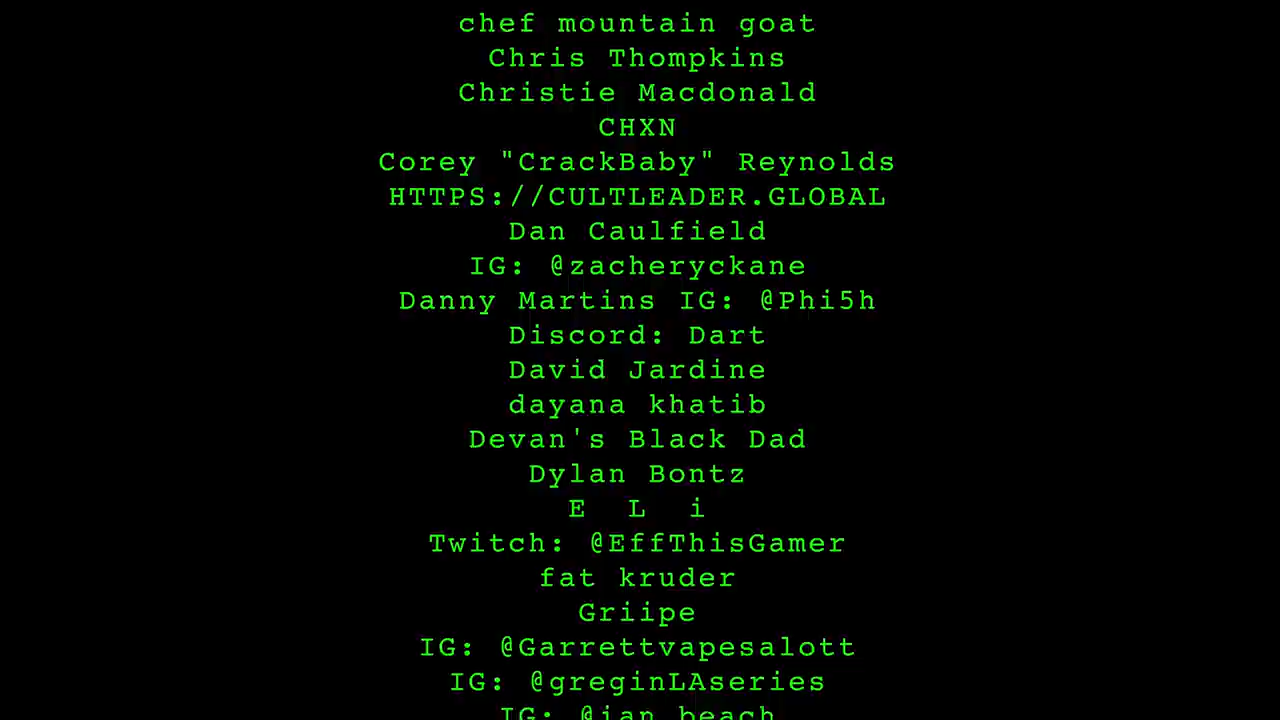 chef mountain goat
Chris Thompkins
Christie Macdonald
CHXN
Corey "CrackBaby" Reynolds
HTTPS://CULTLEADER.GLOBAL
Dan Caulfield
IG: @zacheryckane
Danny Martins IG: @Phi5h
Discord: Dart
David Jardine
dayana khatib
Devan's Black Dad
Dylan Bontz
E  L  i
Twitch: @EffThisGamer
fat kruder
Griipe
IG: @Garrettvapesalott
IG: @greginLAseries
IG: @ian_beach